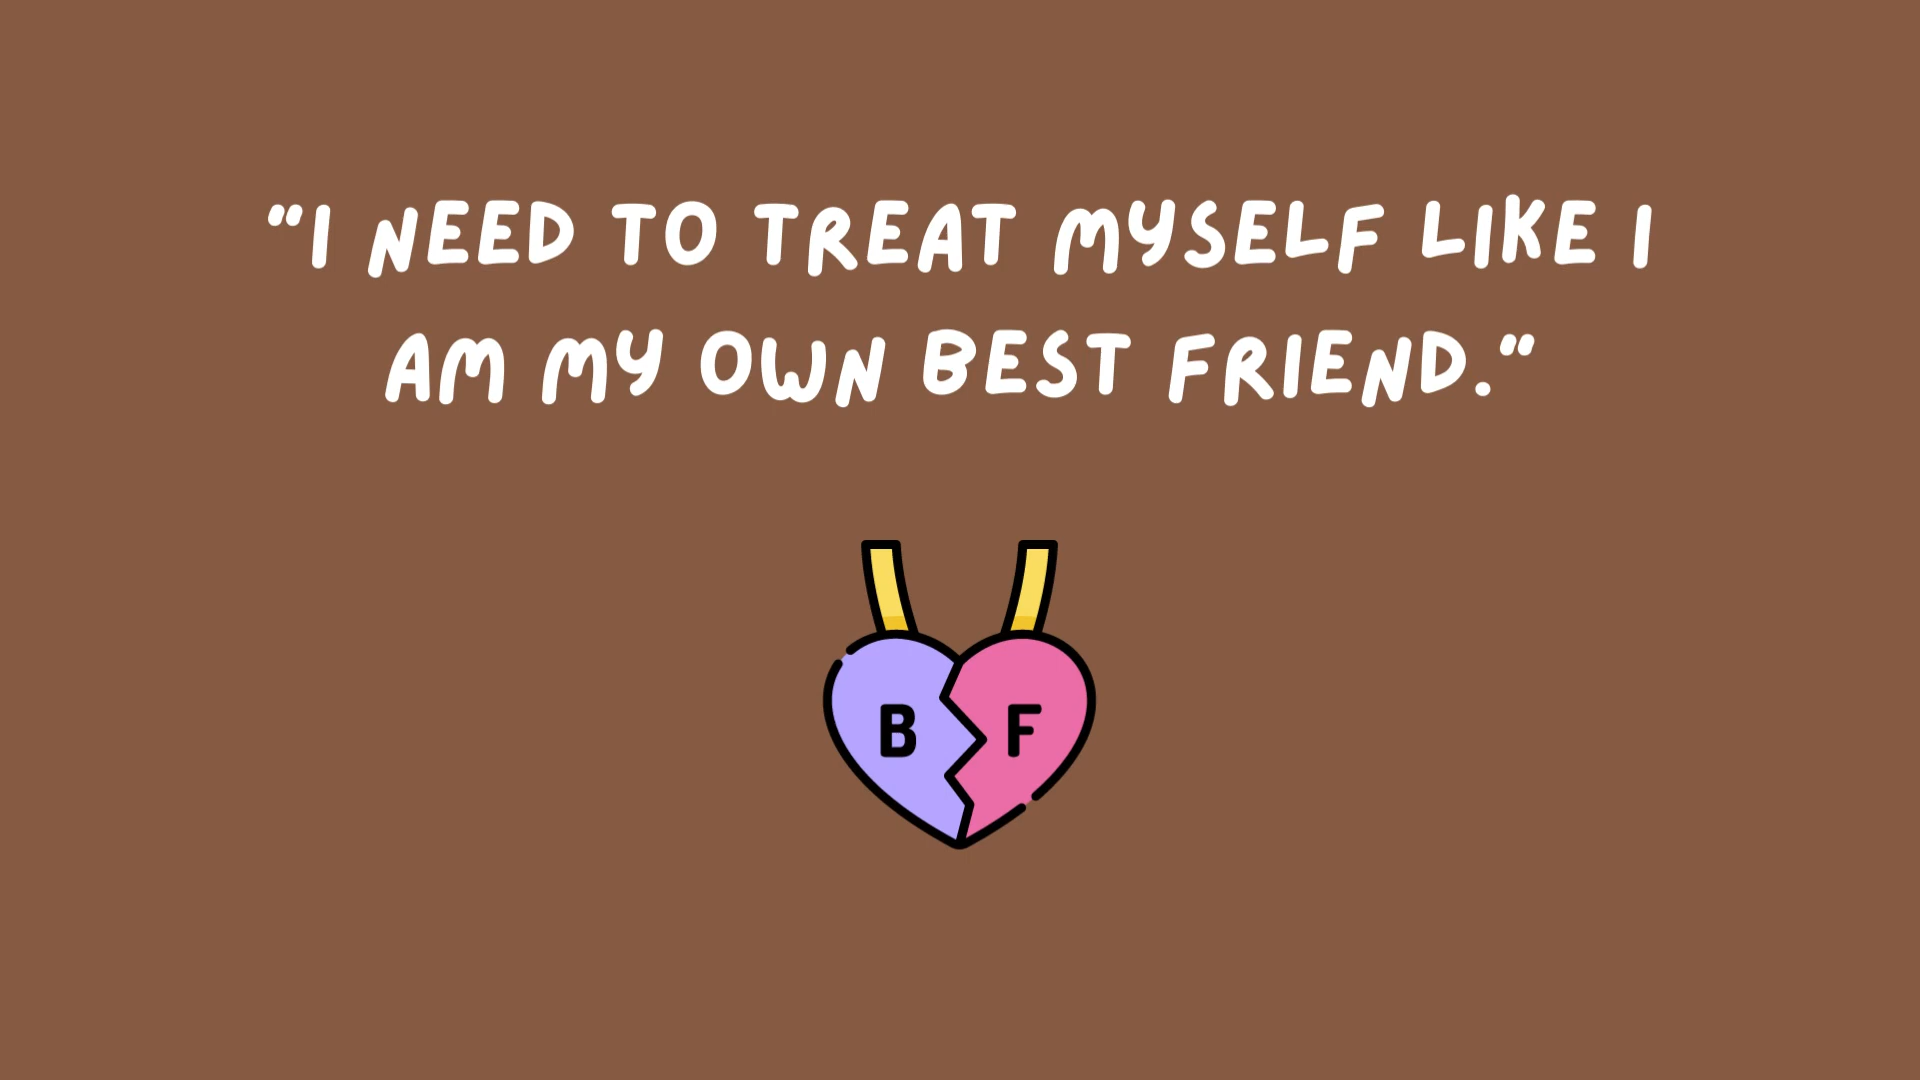 "I NEED TO TREAT MYSELF LIKE I
AM MY OWN BEST FRIEND."
B F